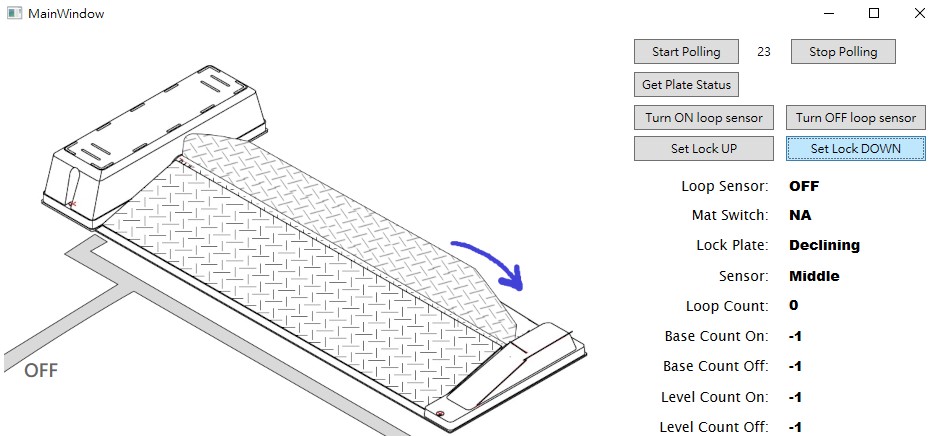 MainWindow
Start Polling 23 Stop Polling
Get Plate Status
Turn ON loop sensor Turn OFF loop sensor
Set Lock UP Set Lock DOWN
Loop Sensor: OFF
Mat Switch: NA
Lock Plate: Declining
Sensor: Middle
Loop Count: 0
Base Count On: -1
Base Count Off: -1
Level Count On: -1
Level Count Off: -1
OFF